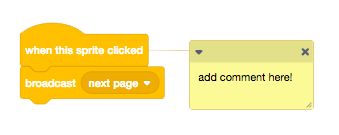 when this sprite clicked
broadcast next page
add comment here!